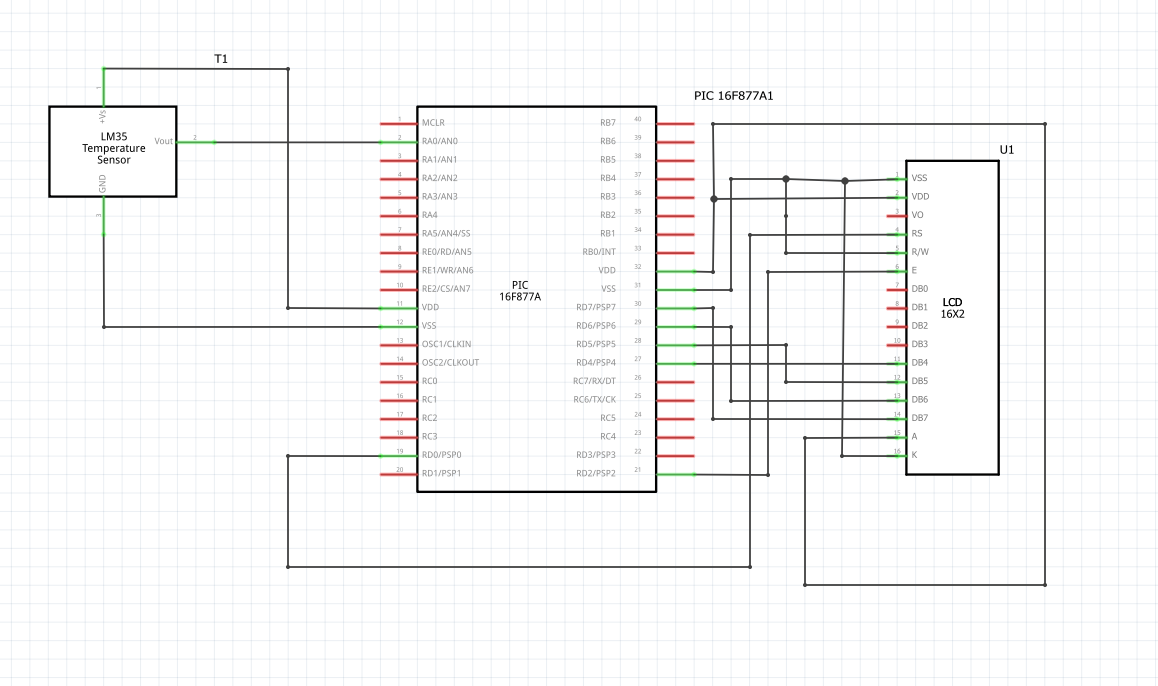 T1
1
+Vs
LM35
Temperature
Sensor
Vout
2
GND
3
PIC 16F877A1
PIC
16F877A
1 MCLR
2 RA0/AN0
3 RA1/AN1
4 RA2/AN2
5 RA3/AN3
6 RA4
7 RA5/AN4/SS
8 RE0/RD/AN5
9 RE1/WR/AN6
10 RE2/CS/AN7
11 VDD
12 VSS
13 OSC1/CLKIN
14 OSC2/CLKOUT
15 RC0
16 RC1
17 RC2
18 RC3
19 RD0/PSP0
20 RD1/PSP1
RB7 40
RB6 39
RB5 38
RB4 37
RB3 36
RB2 35
RB1 34
RB0/INT 33
VDD 32
VSS 31
RD7/PSP7 30
RD6/PSP6 29
RD5/PSP5 28
RD4/PSP4 27
RC7/RX/DT 26
RC6/TX/CK 25
RC5 24
RC4 23
RD3/PSP3 22
RD2/PSP2 21
U1
1 VSS
2 VDD
3 VO
4 RS
5 R/W
6 E
7 DB0
8 DB1
9 DB2
10 DB3
11 DB4
12 DB5
13 DB6
14 DB7
15 A
16 K
LCD
16X2